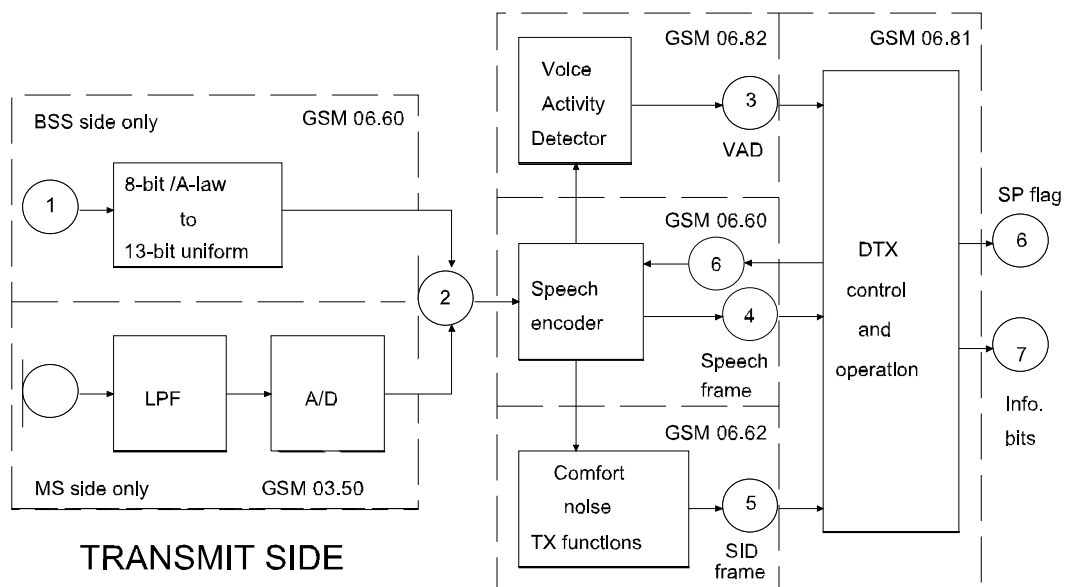 GSM 06.82
GSM 06.81
Volce
Activity
Detector
3
VAD
BSS side only
GSM 06.60
1
8-bit /A-law
to
13-bit uniform
2
GSM 06.60
Speech
encoder
6
4
Speech
frame
DTX
control
and
operation
SP flag
6
7
Info.
bits
LPF
A/D
MS side only
GSM 03.50
GSM 06.62
Comfort
noise
TX functions
5
SID
frame
TRANSMIT SIDE